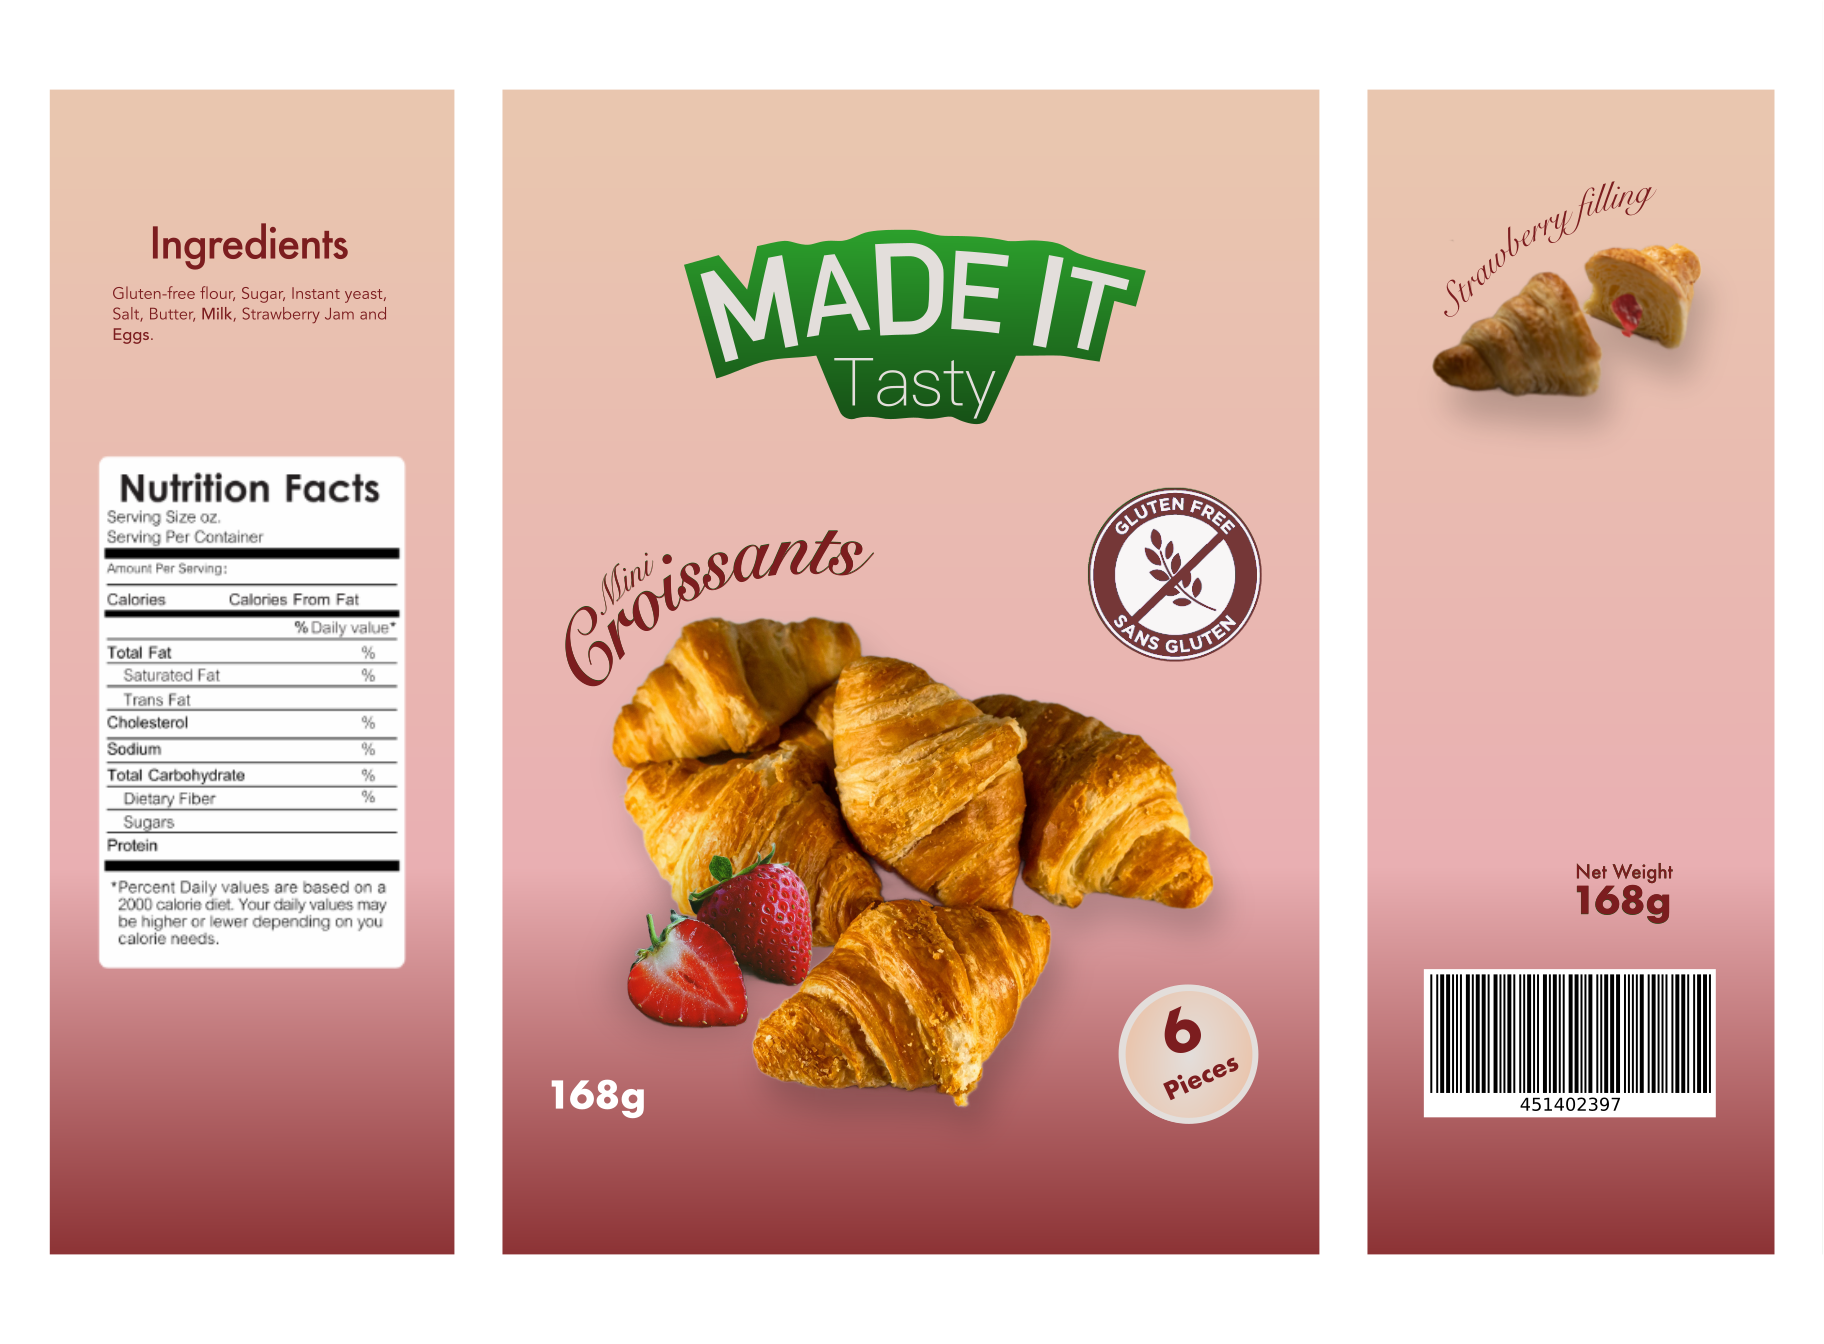 Ingredients
Gluten-free flour, Sugar, Instant yeast,
Salt, Butter, Milk, Strawberry Jam and
Eggs.
Nutrition Facts
Serving Size oz.
Serving Per Container
Amount Per Serving:
Calories Calories From Fat
% Daily value*
Total Fat %
Saturated Fat %
Trans Fat
Cholesterol %
Sodium %
Total Carbohydrate %
Dietary Fiber %
Sugars
Protein
*Percent Daily values are based on a
2000 calorie diet. Your daily values may
be higher or lewer depending on you
calorie needs.
MADE IT
Tasty
GLUTEN FREE
SANS GLUTEN
Mini
Croissants
6
Pieces
168g
Strawberry filling
Net Weight
168g
451402397